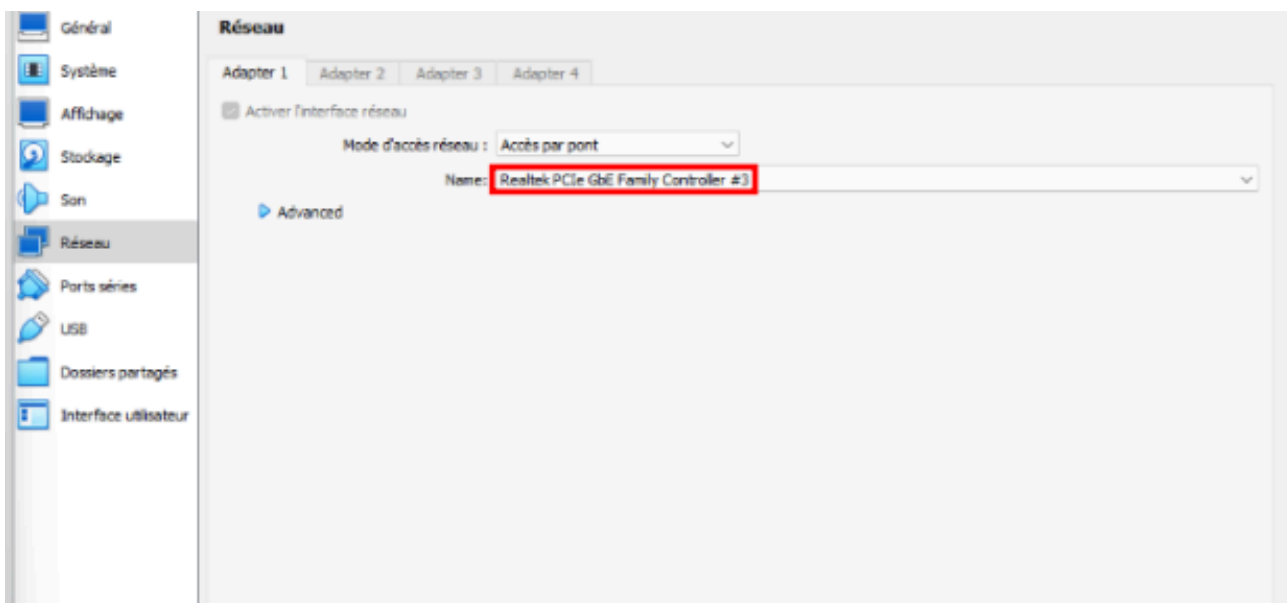 Général
Système
Affichage
Stockage
Son
Réseau
Ports séries
USB
Dossiers partagés
Interface utilisateur
Réseau
Adapter 1 Adapter 2 Adapter 3 Adapter 4
Activer l'interface réseau
Mode d'accès réseau : Accès par pont
Name: Realtek PCIe GbE Family Controller #3
Advanced